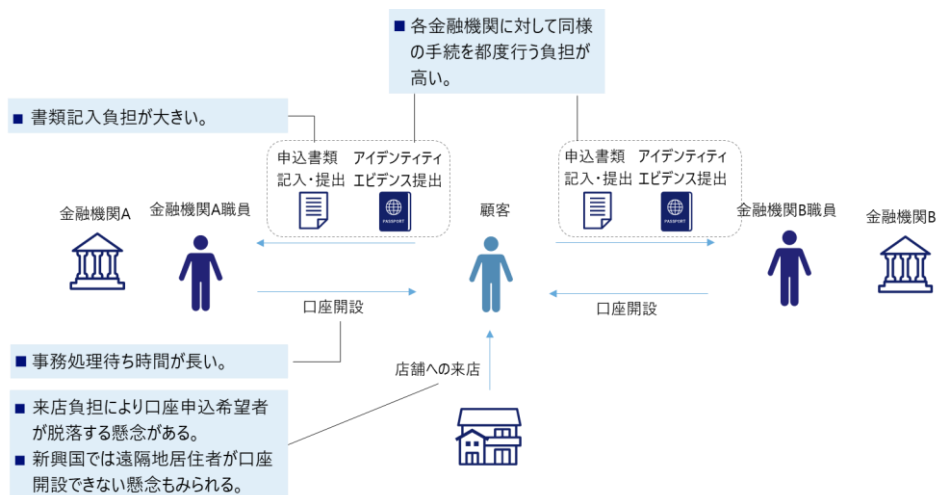 ■ 各金融機関に対して同様
の手続を都度行う負担が
高い。
■ 書類記入負担が大きい。
申込書類
記入・提出
アイデンティティ
エビデンス提出
PASSPORT
申込書類
記入・提出
アイデンティティ
エビデンス提出
PASSPORT
金融機関A
金融機関A職員
顧客
金融機関B職員
金融機関B
口座開設
口座開設
■ 事務処理待ち時間が長い。
店舗への来店
■ 来店負担により口座申込希望者
が脱落する懸念がある。
■ 新興国では遠隔地居住者が口座
開設できない懸念もみられる。